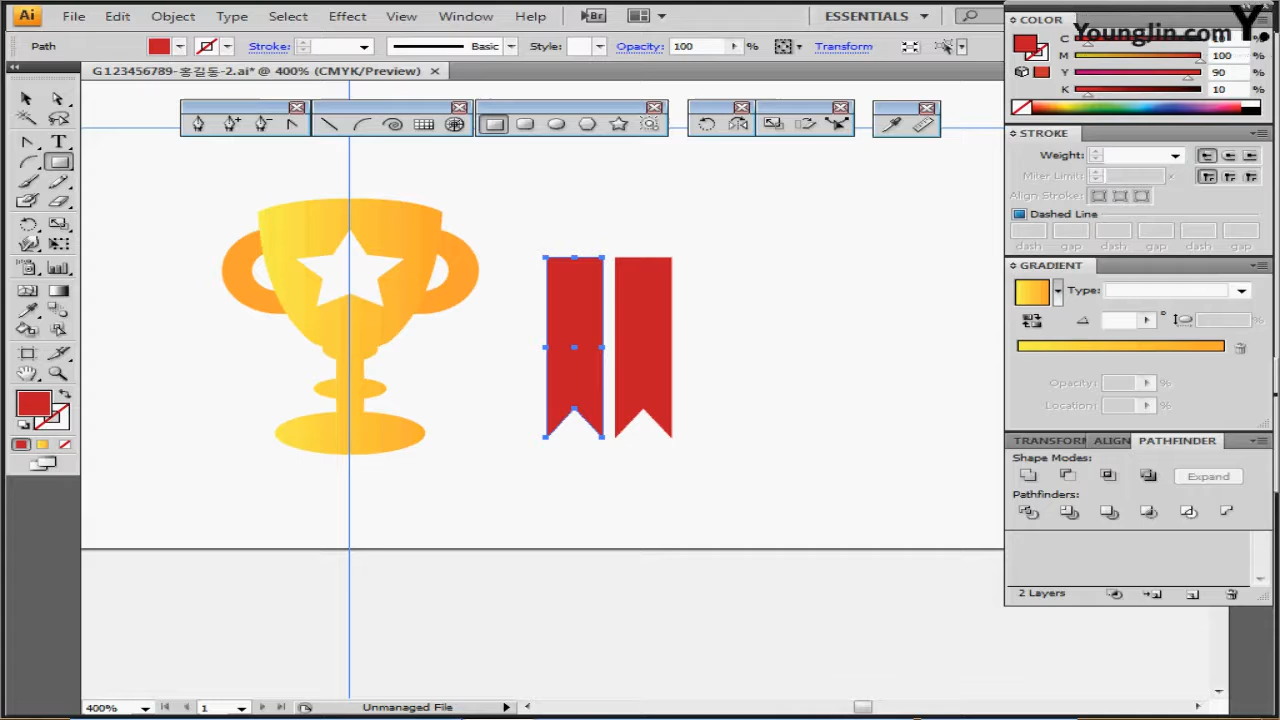 Ai File Edit Object Type Select Effect View Window Help Br ESSENTIALS
Path Stroke: Basic Style: Opacity: 100 % Transform
G123456789-홍길동-2.ai* @ 400% (CMYK/Preview)
COLOR
Younglin.com Y.
C %
M 100 %
Y 90 %
K 10 %
STROKE
Weight:
Miter Limit: x
Align Stroke:
Dashed Line
dash gap dash gap dash gap
GRADIENT
Type:
°
%
Opacity: %
Location: %
TRANSFORM ALIGN PATHFINDER
Shape Modes:
Expand
Pathfinders:
2 Layers
400% 1 Unmanaged File